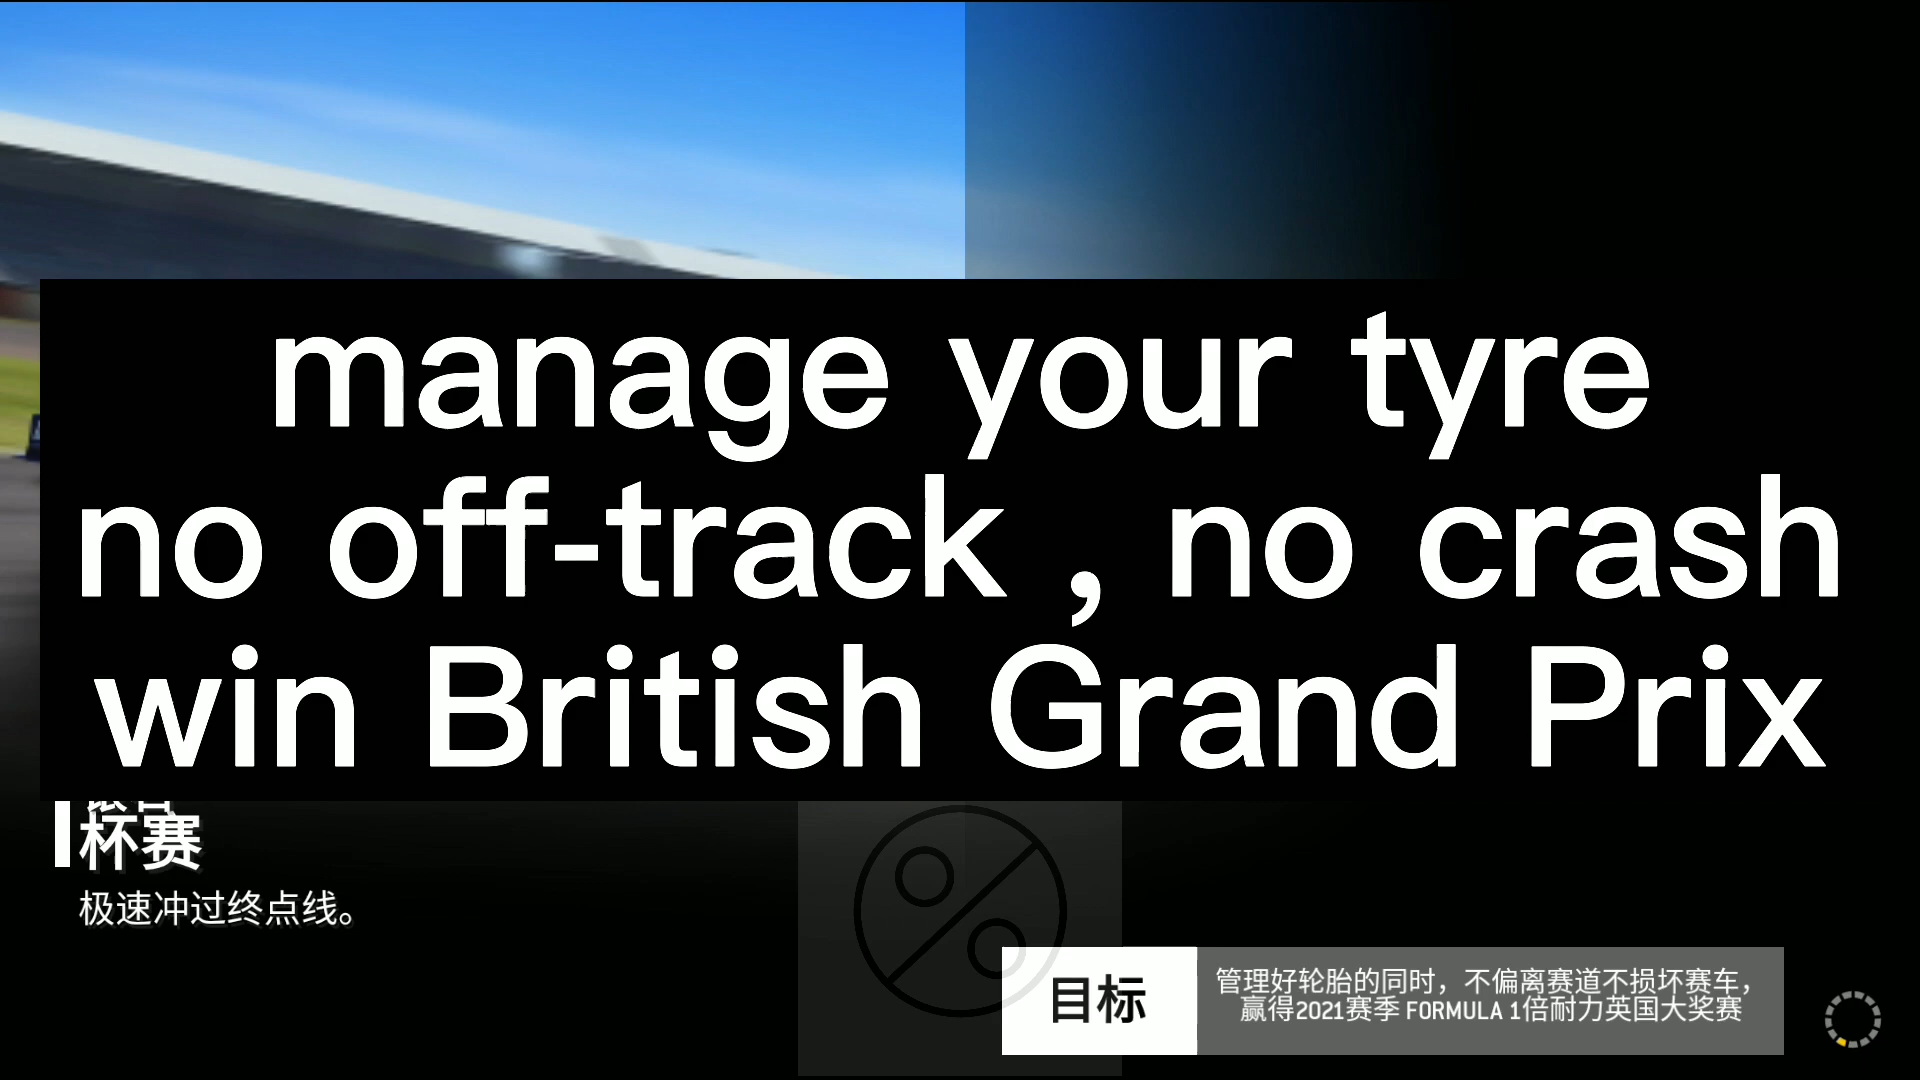 manage your tyre
no off-track , no crash
win British Grand Prix
杯赛
极速冲过终点线。
目标
管理好轮胎的同时，不偏离赛道不损坏赛车，
赢得2021赛季 FORMULA 1倍耐力英国大奖赛